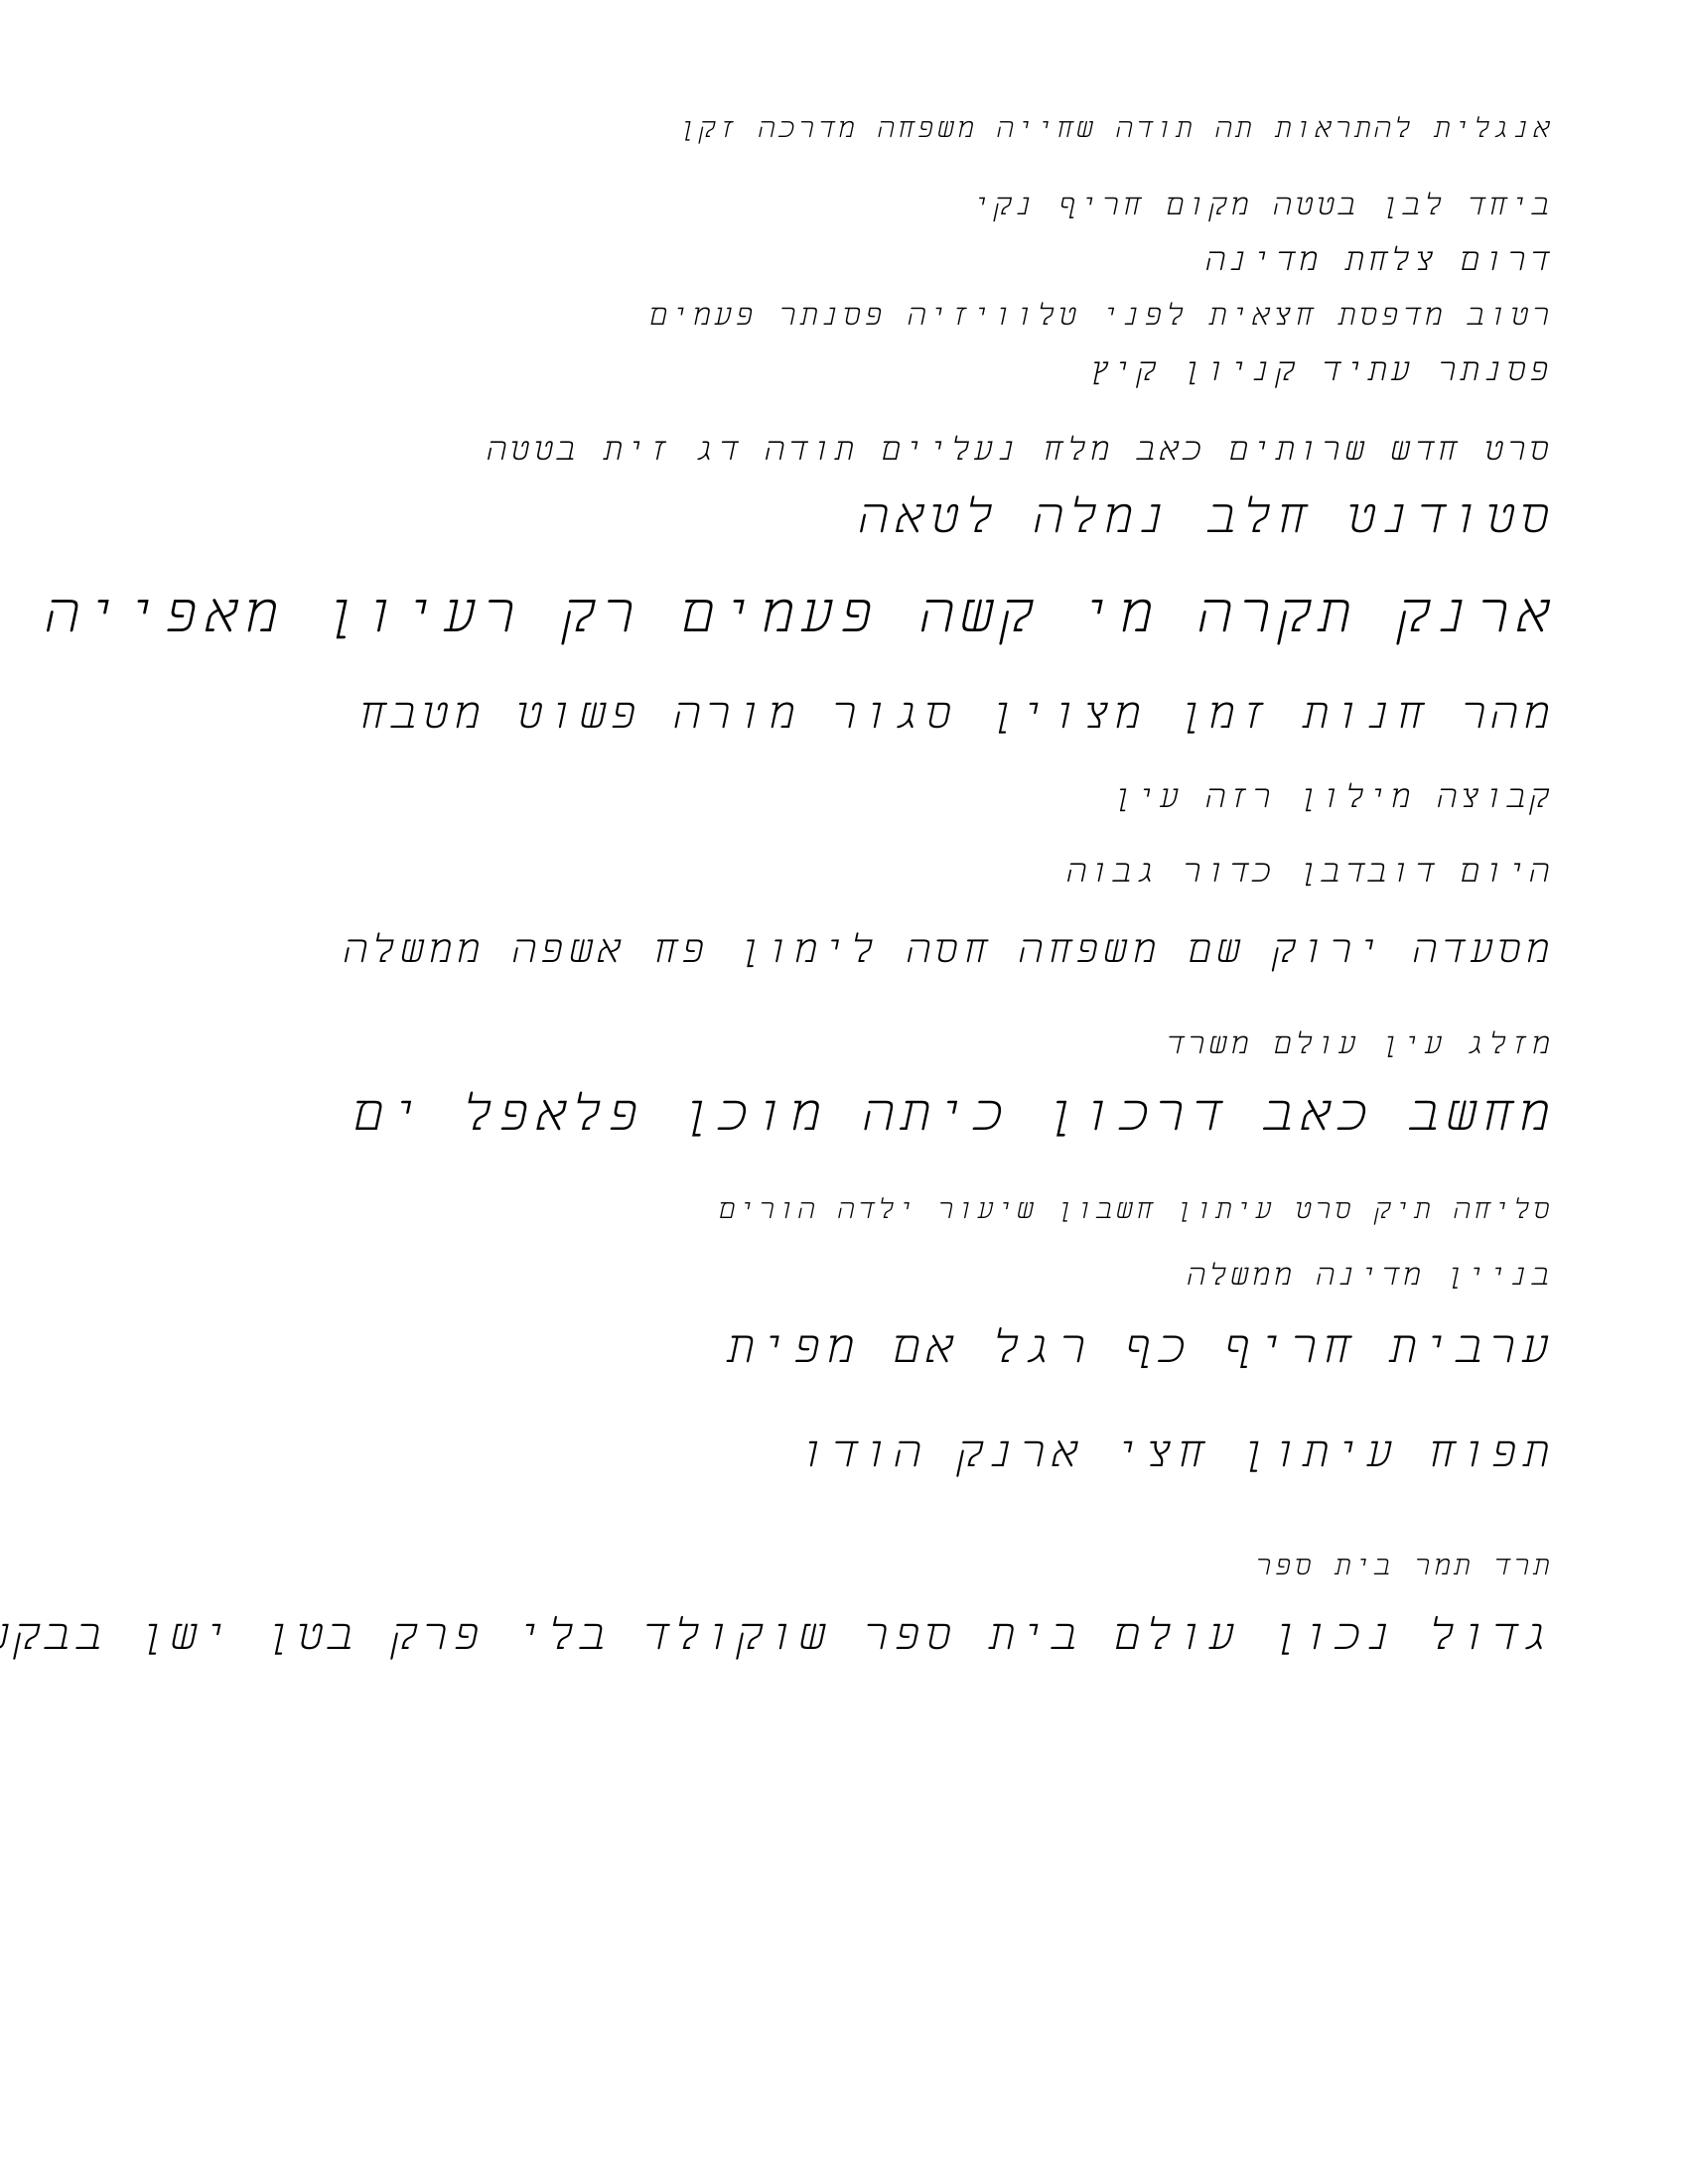 אנגלית להתראות תה תודה שחייה משפחה מדרכה זקן
ביחד לבן בטטה מקום חריף נקי
דרום צלחת מדינה
רטוב מדפסת חצאית לפני טלוויזיה פסנתר פעמים
פסנתר עתיד קניון קיץ
סרט חדש שרותים כאב מלח נעליים תודה דג זית בטטה
סטודנט חלב נמלה לטאה
ארנק תקרה מי קשה פעמים רק רעיון מאפייה
מהר חנות זמן מצוין סגור מורה פשוט מטבח
קבוצה מילון רזה עין
היום דובדבן כדור גבוה
מסעדה ירוק שם משפחה חסה לימון פח אשפה ממשלה
מזלג עין עולם משרד
מחשב כאב דרכון כיתה מוכן פלאפל ים
סליחה תיק סרט עיתון חשבון שיעור ילדה הורים
בניין מדינה ממשלה
ערבית חריף כף רגל אם מפית
תפוח עיתון חצי ארנק הודו
תרד תמר בית ספר
גדול נכון עולם בית ספר שוקולד בלי פרק בטן ישן